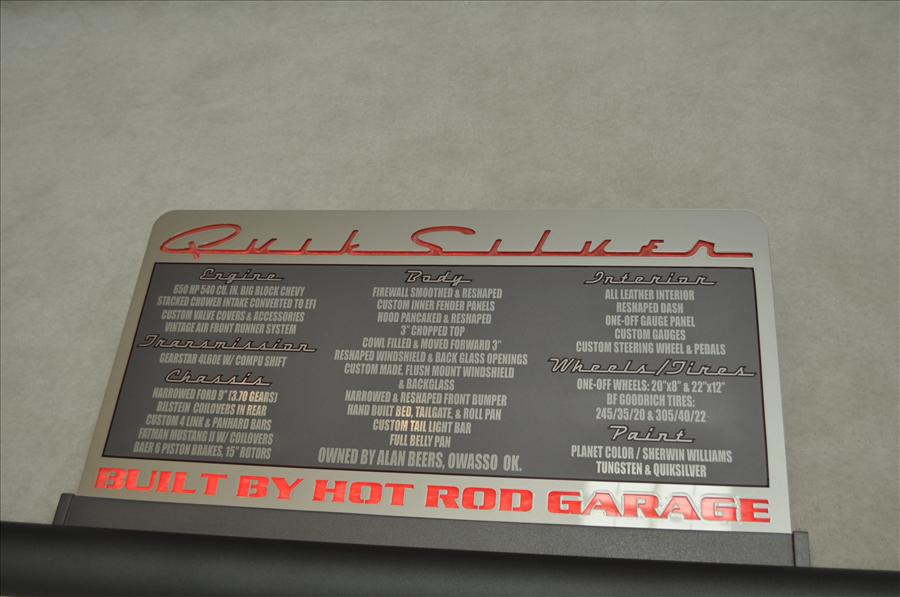 Quik Silver
Engine
650 HP 540 CU. IN. BIG BLOCK CHEVY
STACKED CROWER INTAKE CONVERTED TO EFI
CUSTOM VALVE COVERS & ACCESSORIES
VINTAGE AIR FRONT RUNNER SYSTEM
Transmission
GEARSTAR 4L60E W/ COMPU SHIFT
Chassis
NARROWED FORD 9" (3.70 GEARS)
BILSTEIN COILOVERS IN REAR
CUSTOM 4 LINK & PANHARD BARS
FATMAN MUSTANG II W/ COILOVERS
BAER 6 PISTON BRAKES, 15" ROTORS
Body
FIREWALL SMOOTHED & RESHAPED
CUSTOM INNER FENDER PANELS
HOOD PANCAKED & RESHAPED
3" CHOPPED TOP
COWL FILLED & MOVED FORWARD 3"
RESHAPED WINDSHIELD & BACK GLASS OPENINGS
CUSTOM MADE, FLUSH MOUNT WINDSHIELD
& BACKGLASS
NARROWED & RESHAPED FRONT BUMPER
HAND BUILT BED, TAILGATE, & ROLL PAN
CUSTOM TAIL LIGHT BAR
FULL BELLY PAN
OWNED BY ALAN BEERS, OWASSO OK.
Interior
ALL LEATHER INTERIOR
RESHAPED DASH
ONE-OFF GAUGE PANEL
CUSTOM GAUGES
CUSTOM STEERING WHEEL & PEDALS
Wheels/Tires
ONE-OFF WHEELS: 20"x8" & 22"x12"
BF GOODRICH TIRES:
245/35/20 & 305/40/22
Paint
PLANET COLOR / SHERWIN WILLIAMS
TUNGSTEN & QUIKSILVER
BUILT BY HOT ROD GARAGE